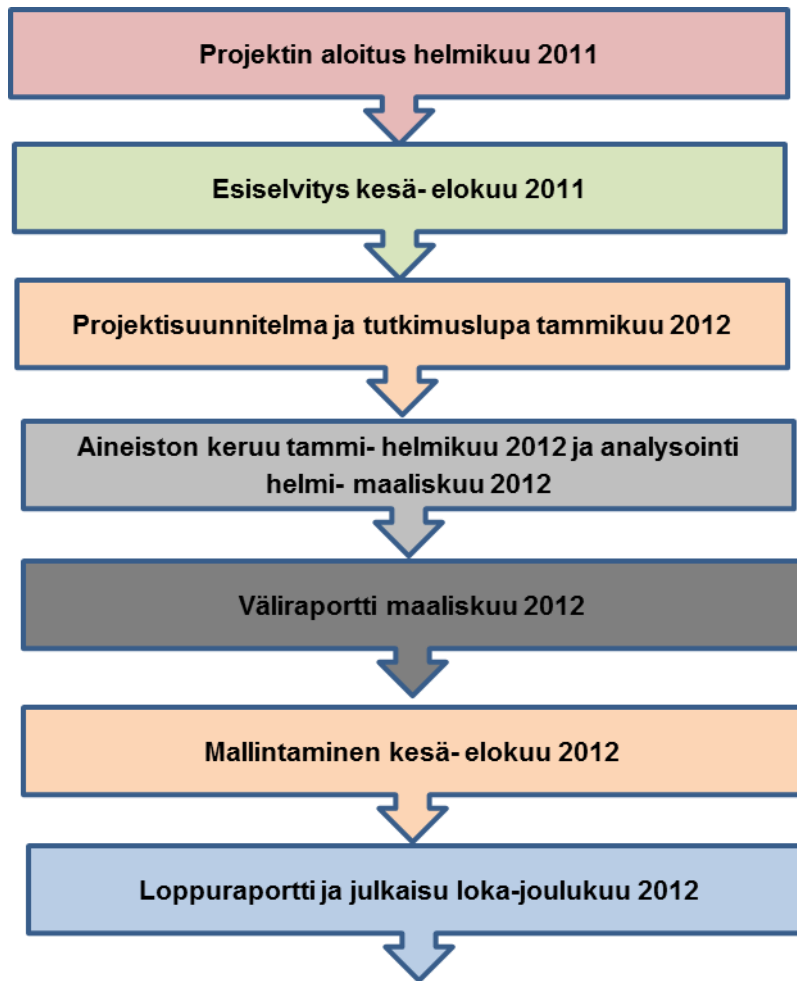 Projektin aloitus helmikuu 2011
Esiselvitys kesä- elokuu 2011
Projektisuunnitelma ja tutkimuslupa tammikuu 2012
Aineiston keruu tammi- helmikuu 2012 ja analysointi
helmi- maaliskuu 2012
Väliraportti maaliskuu 2012
Mallintaminen kesä- elokuu 2012
Loppuraportti ja julkaisu loka-joulukuu 2012